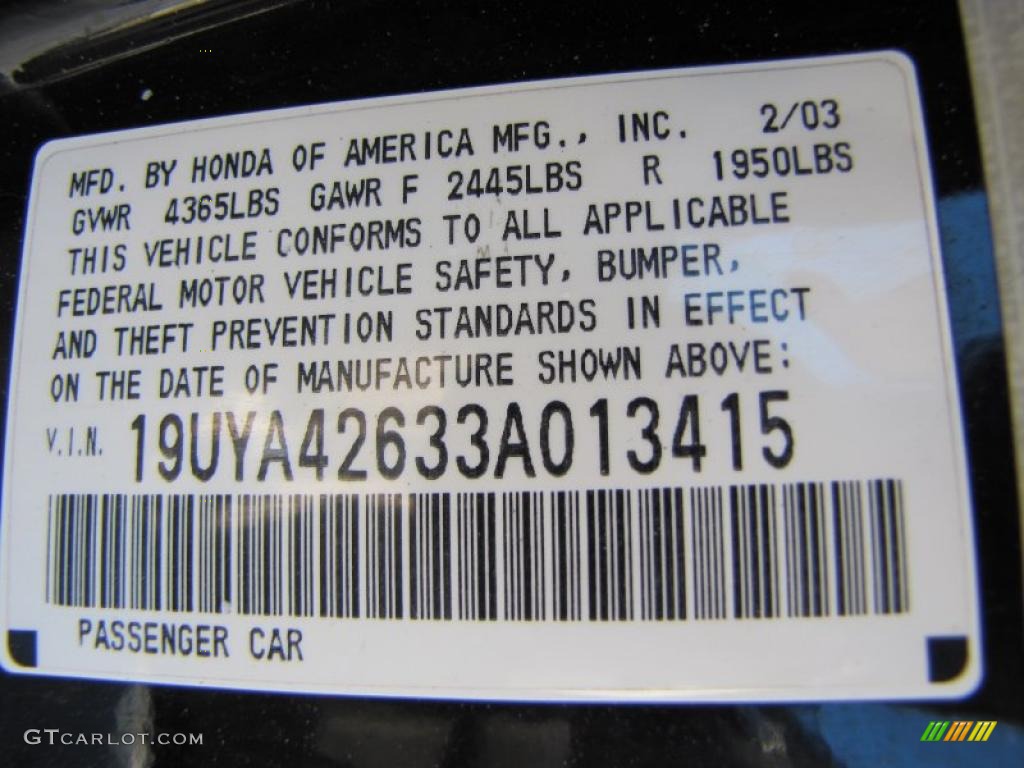 MFD. BY HONDA OF AMERICA MFG., INC. 2/03
GVWR 4365LBS GAWR F 2445LBS R 1950LBS
THIS VEHICLE CONFORMS TO ALL APPLICABLE
FEDERAL MOTOR VEHICLE SAFETY, BUMPER,
AND THEFT PREVENTION STANDARDS IN EFFECT
ON THE DATE OF MANUFACTURE SHOWN ABOVE:
V.I.N. 19UYA42633A013415
PASSENGER CAR
GTCARLOT.COM